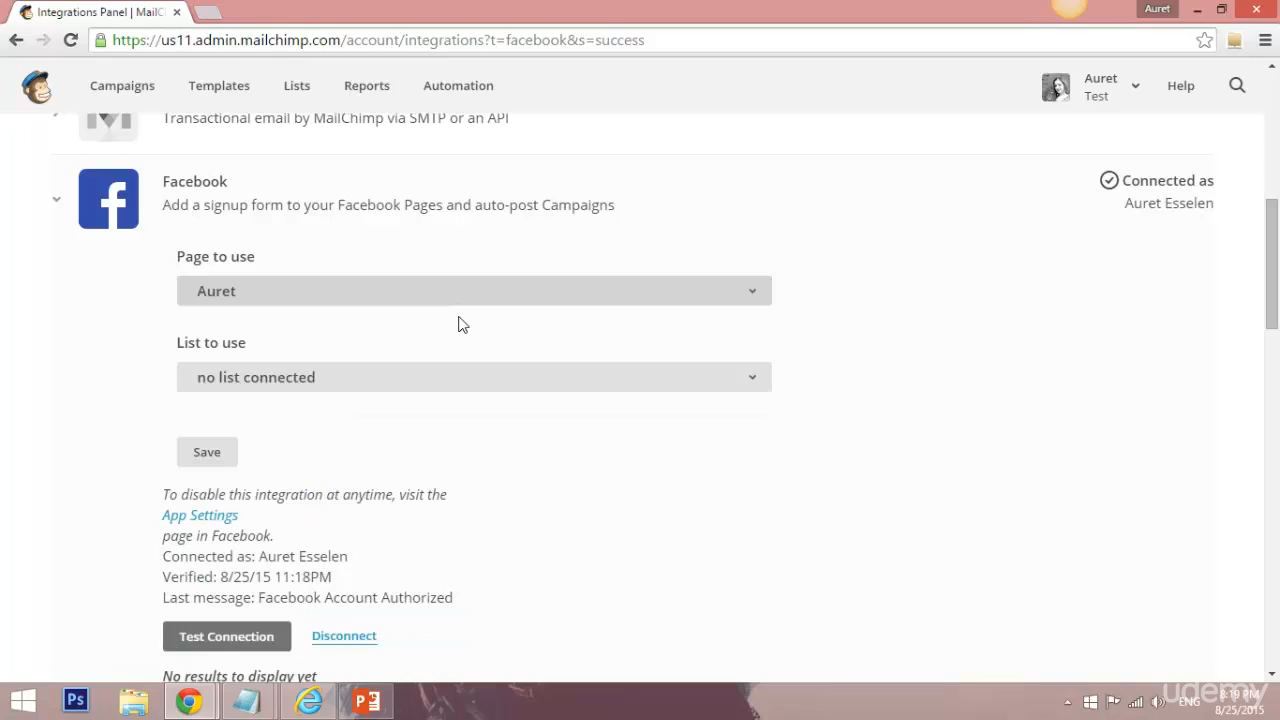 Integrations Panel | MailC
Auret
https://us11.admin.mailchimp.com/account/integrations?t=facebook&s=success
Campaigns
Templates
Lists
Reports
Automation
Auret
Test
Help
Transactional email by MailChimp via SMTP or an API
Facebook
Add a signup form to your Facebook Pages and auto-post Campaigns
Connected as
Auret Esselen
Page to use
Auret
List to use
no list connected
Save
To disable this integration at anytime, visit the
App Settings
page in Facebook.
Connected as: Auret Esselen
Verified: 8/25/15 11:18PM
Last message: Facebook Account Authorized
Test Connection
Disconnect
No results to display yet
Ps
ENG
8:19 PM
8/25/2015
udemy